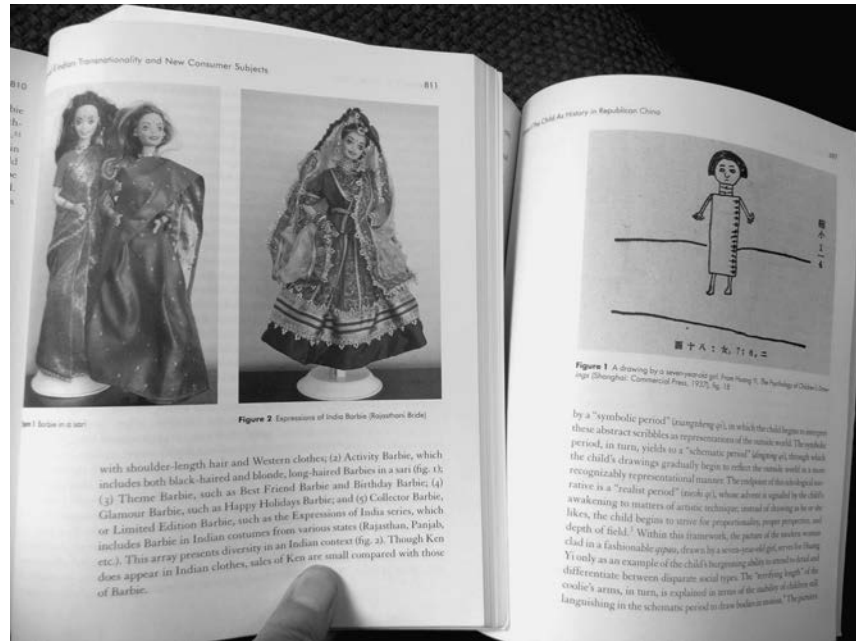 Indian Transnationality and New Consumer Subjects
810
811
Barbie in a sari
Figure 2 Expressions of India Barbie (Rajasthani Bride)
with shoulder-length hair and Western clothes; (2) Activity Barbie, which
includes both black-haired and blonde, long-haired Barbies in a sari (fig. 1);
(3) Theme Barbie, such as Best Friend Barbie and Birthday Barbie; (4)
Glamour Barbie, such as Happy Holidays Barbie; and (5) Collector Barbie,
or Limited Edition Barbie, such as the Expressions of India series, which
includes Barbie in Indian costumes from various states (Rajasthan, Panjab,
etc.). This array presents diversity in an Indian context (fig. 2). Though Ken
does appear in Indian clothes, sales of Ken are small compared with those
of Barbie.
The Child As History in Republican China
縮小
1
4
圖十八：女，7：6，二
Figure 1 A drawing by a seven-year-old girl. From Huang Yi, The Psychology of Children's Draw-
ings (Shanghai: Commercial Press, 1937), fig. 18
by a "symbolic period" (xiangzheng qi), in which the child begins to interpret
these abstract scribbles as representations of the outside world. The symbolic
period, in turn, yields to a "schematic period" (dingxing qi), through which
the child's drawings gradually begin to reflect the outside world in a more
recognizably representational manner. The endpoint of this teleological nar-
rative is a "realist period" (xieshi qi), whose advent is signaled by the child's
awakening to matters of artistic technique; instead of drawing as he or she
likes, the child begins to strive for proportionality, proper perspective, and
depth of field. Within this framework, the picture of the modern woman
clad in a fashionable qipao, drawn by a seven-year-old girl, serves for Huang
Yi only as an example of the child's burgeoning ability to attend to detail and
differentiate between disparate social types. The "terrifying length" of the
coolie's arms, in turn, is explained in terms of the inability of children still
languishing in the schematic period to draw bodies in motion. The pictures